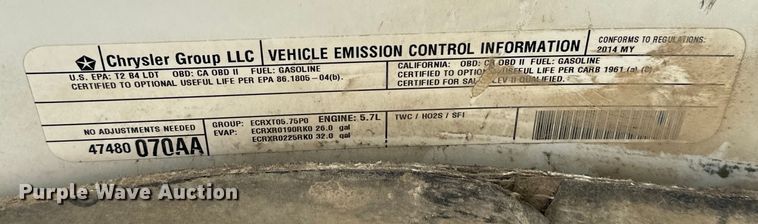 Chrysler Group LLC
VEHICLE EMISSION CONTROL INFORMATION
CONFORMS TO REGULATIONS:
2014 MY
U.S. EPA: T2 B4 LDT OBD: CA OBD II FUEL: GASOLINE
CERTIFIED TO OPTIONAL USEFUL LIFE PER EPA 86.1805-04(b).
CALIFORNIA: OBD: CA OBD II FUEL: GASOLINE
CERTIFIED TO OPTIONAL USEFUL LIFE PER CARB 1961 (a) (8)
CERTIFIED FOR SALE. LEV II QUALIFIED.
NO ADJUSTMENTS NEEDED
47480 070AA
GROUP: ECRXT05.75P0 ENGINE: 5.7L
EVAP: ECRXR0190RK0 26.0 gal
ECRXR0225RK0 32.0 gal
TWC / HO2S / SFI
Purple Wave Auction